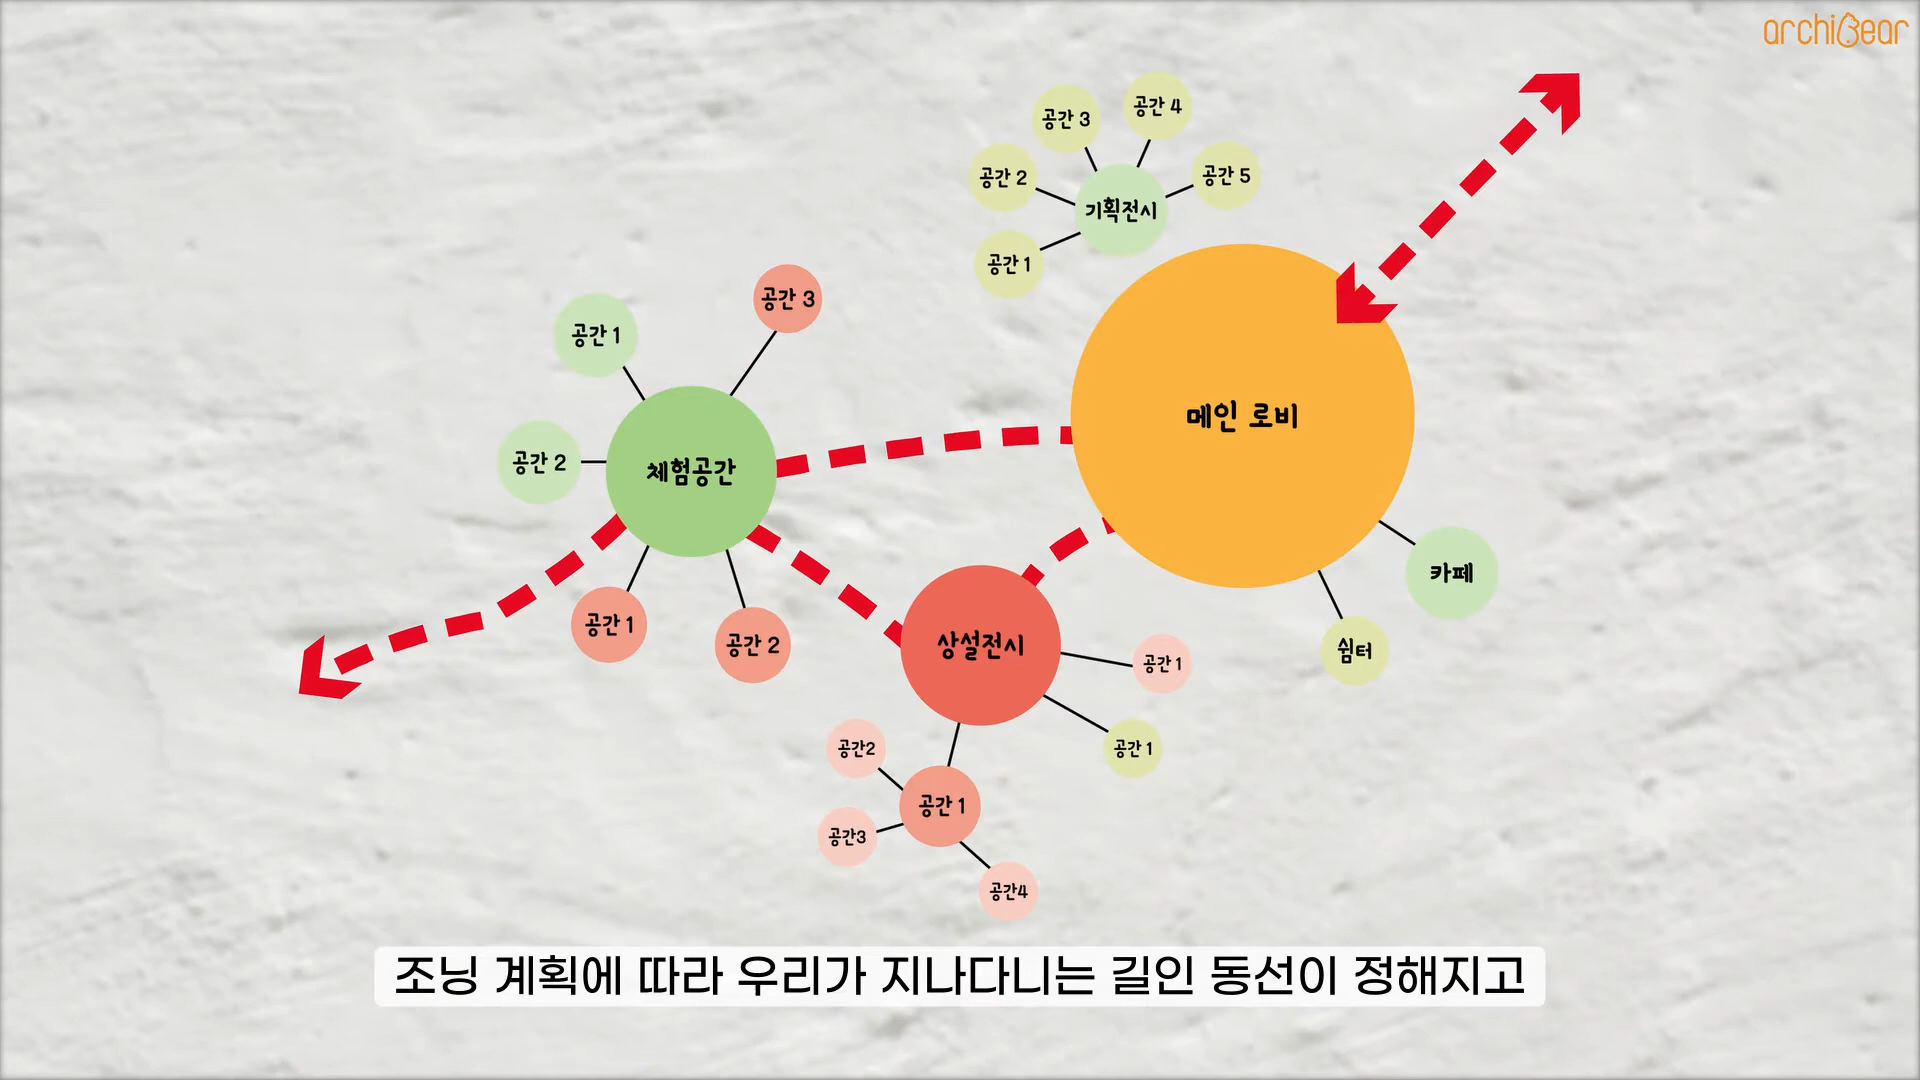 archibear
공간 4
공간 3
공간 2
공간 5
기획전시
공간 1
공간 3
공간 1
메인 로비
공간 2
체험공간
카페
공간 1
공간 2
상설전시
쉼터
공간 1
공간2
공간 1
공간 1
공간3
공간4
조닝 계획에 따라 우리가 지나다니는 길인 동선이 정해지고